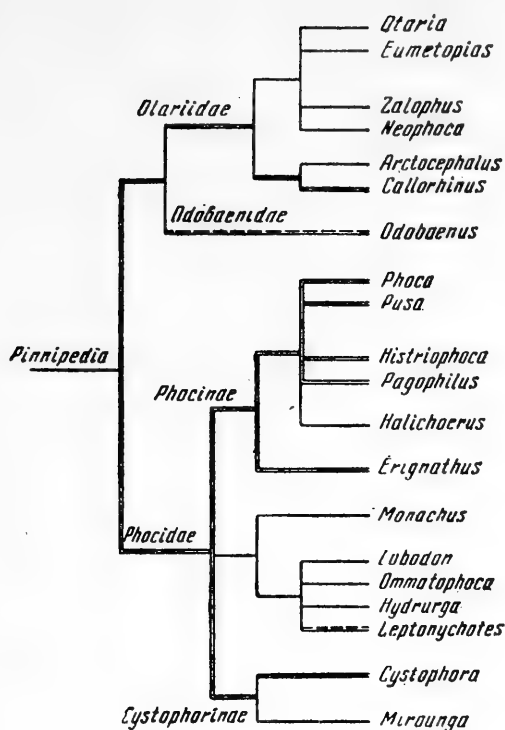 Otaria
Eumetopias
Zalophus
Neophoca
Otariidae
Arctocephalus
Callorhinus
Odobaenidae
Odobaenus
Phoca
Pusa
Pinnipedia
Histriophoca
Pagophilus
Phocinae
Halichoerus
Erignathus
Monachus
Phocidae
Lobodon
Ommatophoca
Hydrurga
Leptonychotes
Cystophora
Cystophorinae
Mirounga